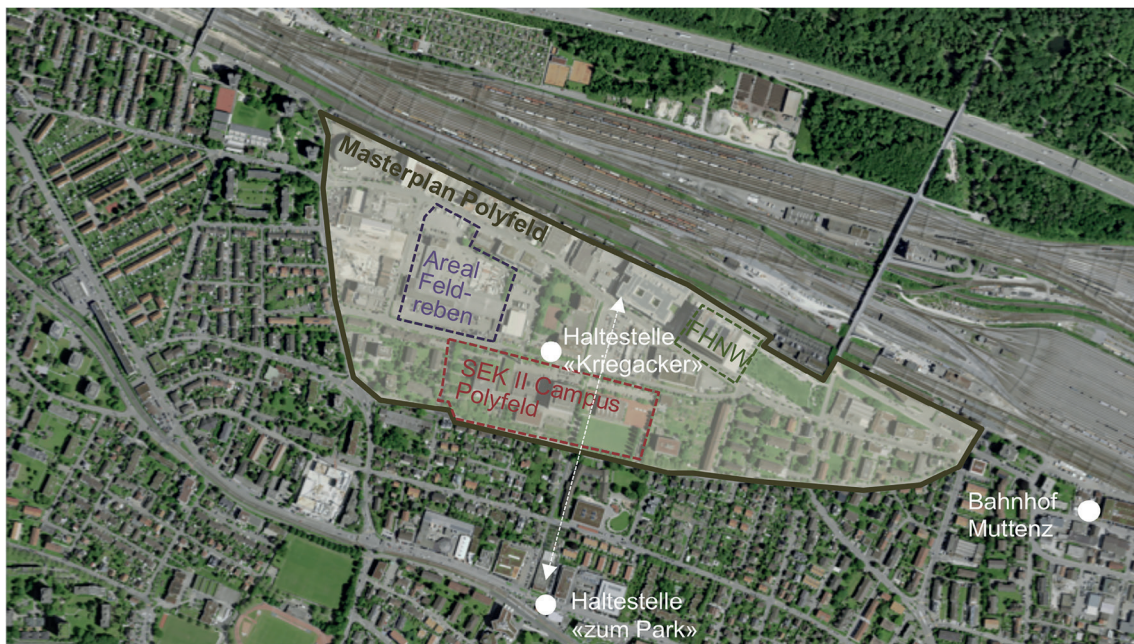 Masterplan Polyfeld
Areal
Feld-
reben
Haltestelle
«Kriegacker»
FHNW
SEK II Campus
Polyfeld
Bahnhof
Muttenz
Haltestelle
«zum Park»